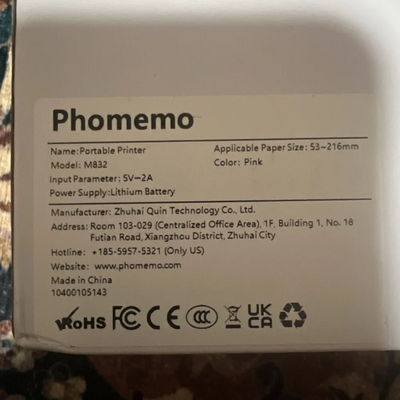 Phomemo
Name:Portable Printer Applicable Paper Size: 53~216mm
Model: M832 Color: Pink
Input Parameter: 5V⎓2A
Power Supply:Lithium Battery
Manufacturer: Zhuhai Quin Technology Co., Ltd.
Address: Room 103-029 (Centralized Office Area), 1F, Building 1, No. 18
Futian Road, Xiangzhou District, Zhuhai City
Hotline: +185-5957-5321 (Only US)
Website: www.phomemo.com
Made in China
10400105143
RoHS FC CE CCC UK CA